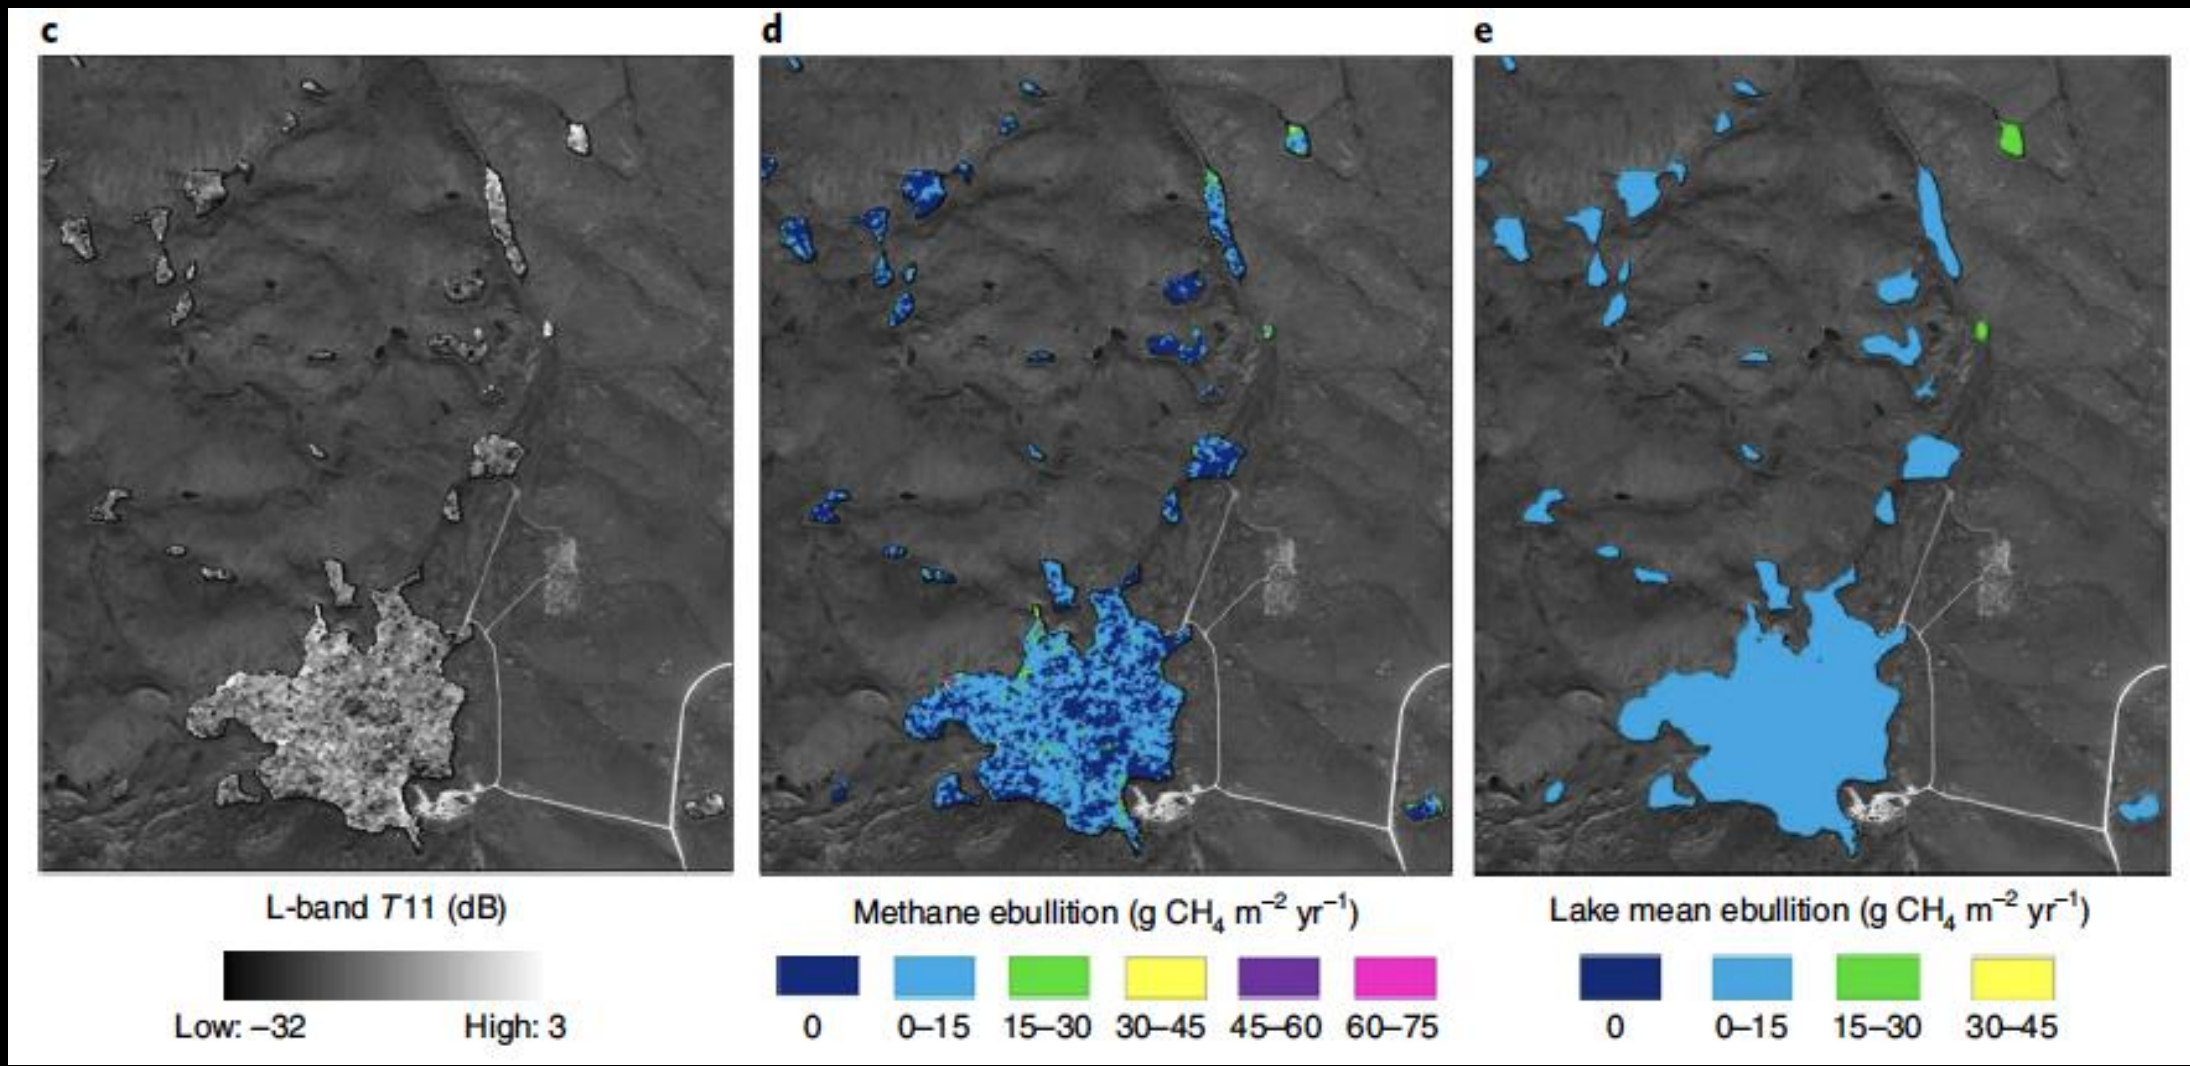 c d e
L-band T11 (dB)
Low: –32 High: 3
Methane ebullition (g CH₄ m⁻² yr⁻¹)
0 0–15 15–30 30–45 45–60 60–75
Lake mean ebullition (g CH₄ m⁻² yr⁻¹)
0 0–15 15–30 30–45